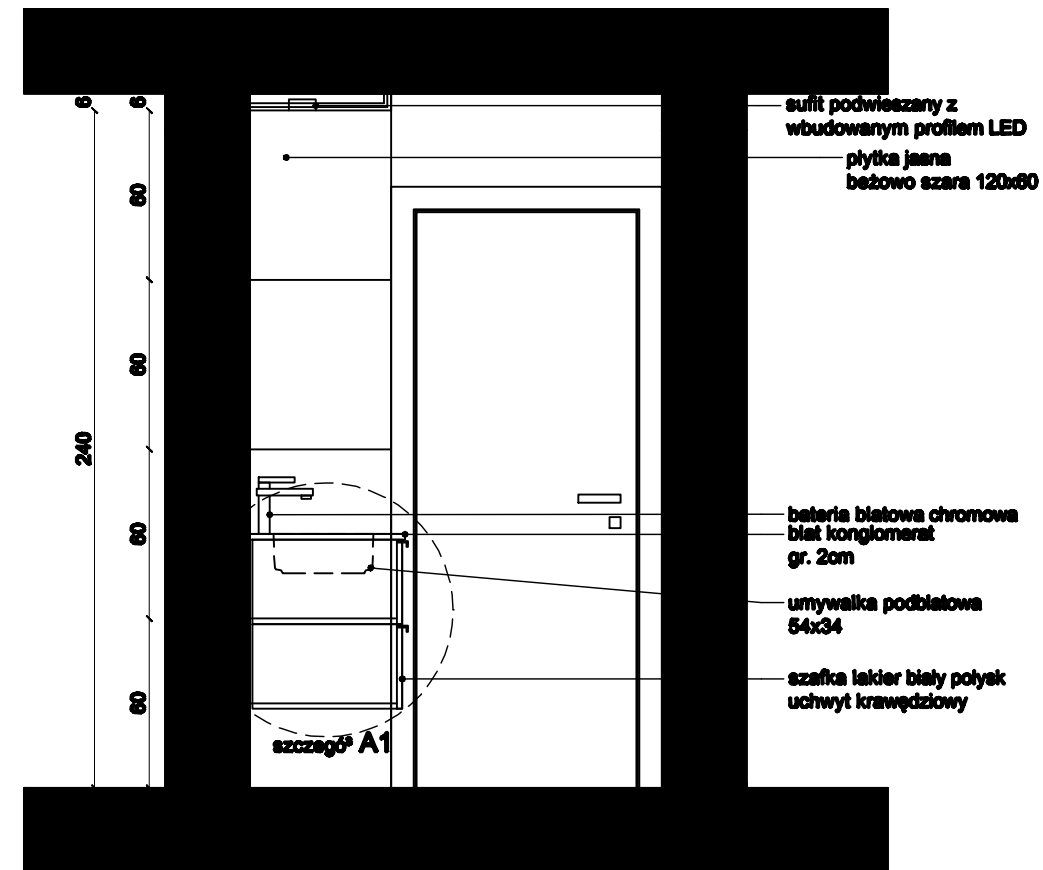 6
6
sufit podwieszany z
wbudowanym profilem LED
płytka jasna
beżowo szara 120x60
60
60
240
60
60
bateria blatowa chromowa
blat konglomerat
gr. 2cm
umywalka podblatowa
54x34
szafka lakier biały połysk
uchwyt krawędziowy
szczegó³ A1